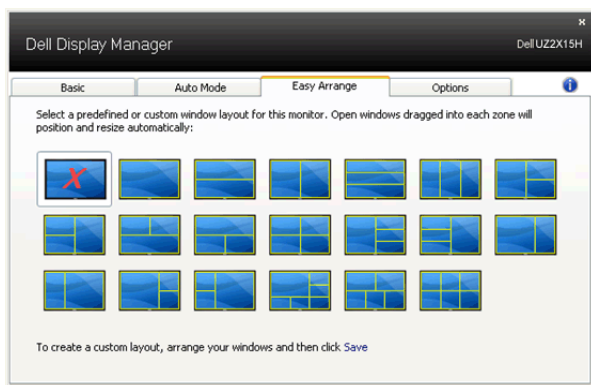 Dell Display Manager
Dell UZ2X15H
Basic
Auto Mode
Easy Arrange
Options
Select a predefined or custom window layout for this monitor. Open windows dragged into each zone will
position and resize automatically:
To create a custom layout, arrange your windows and then click Save